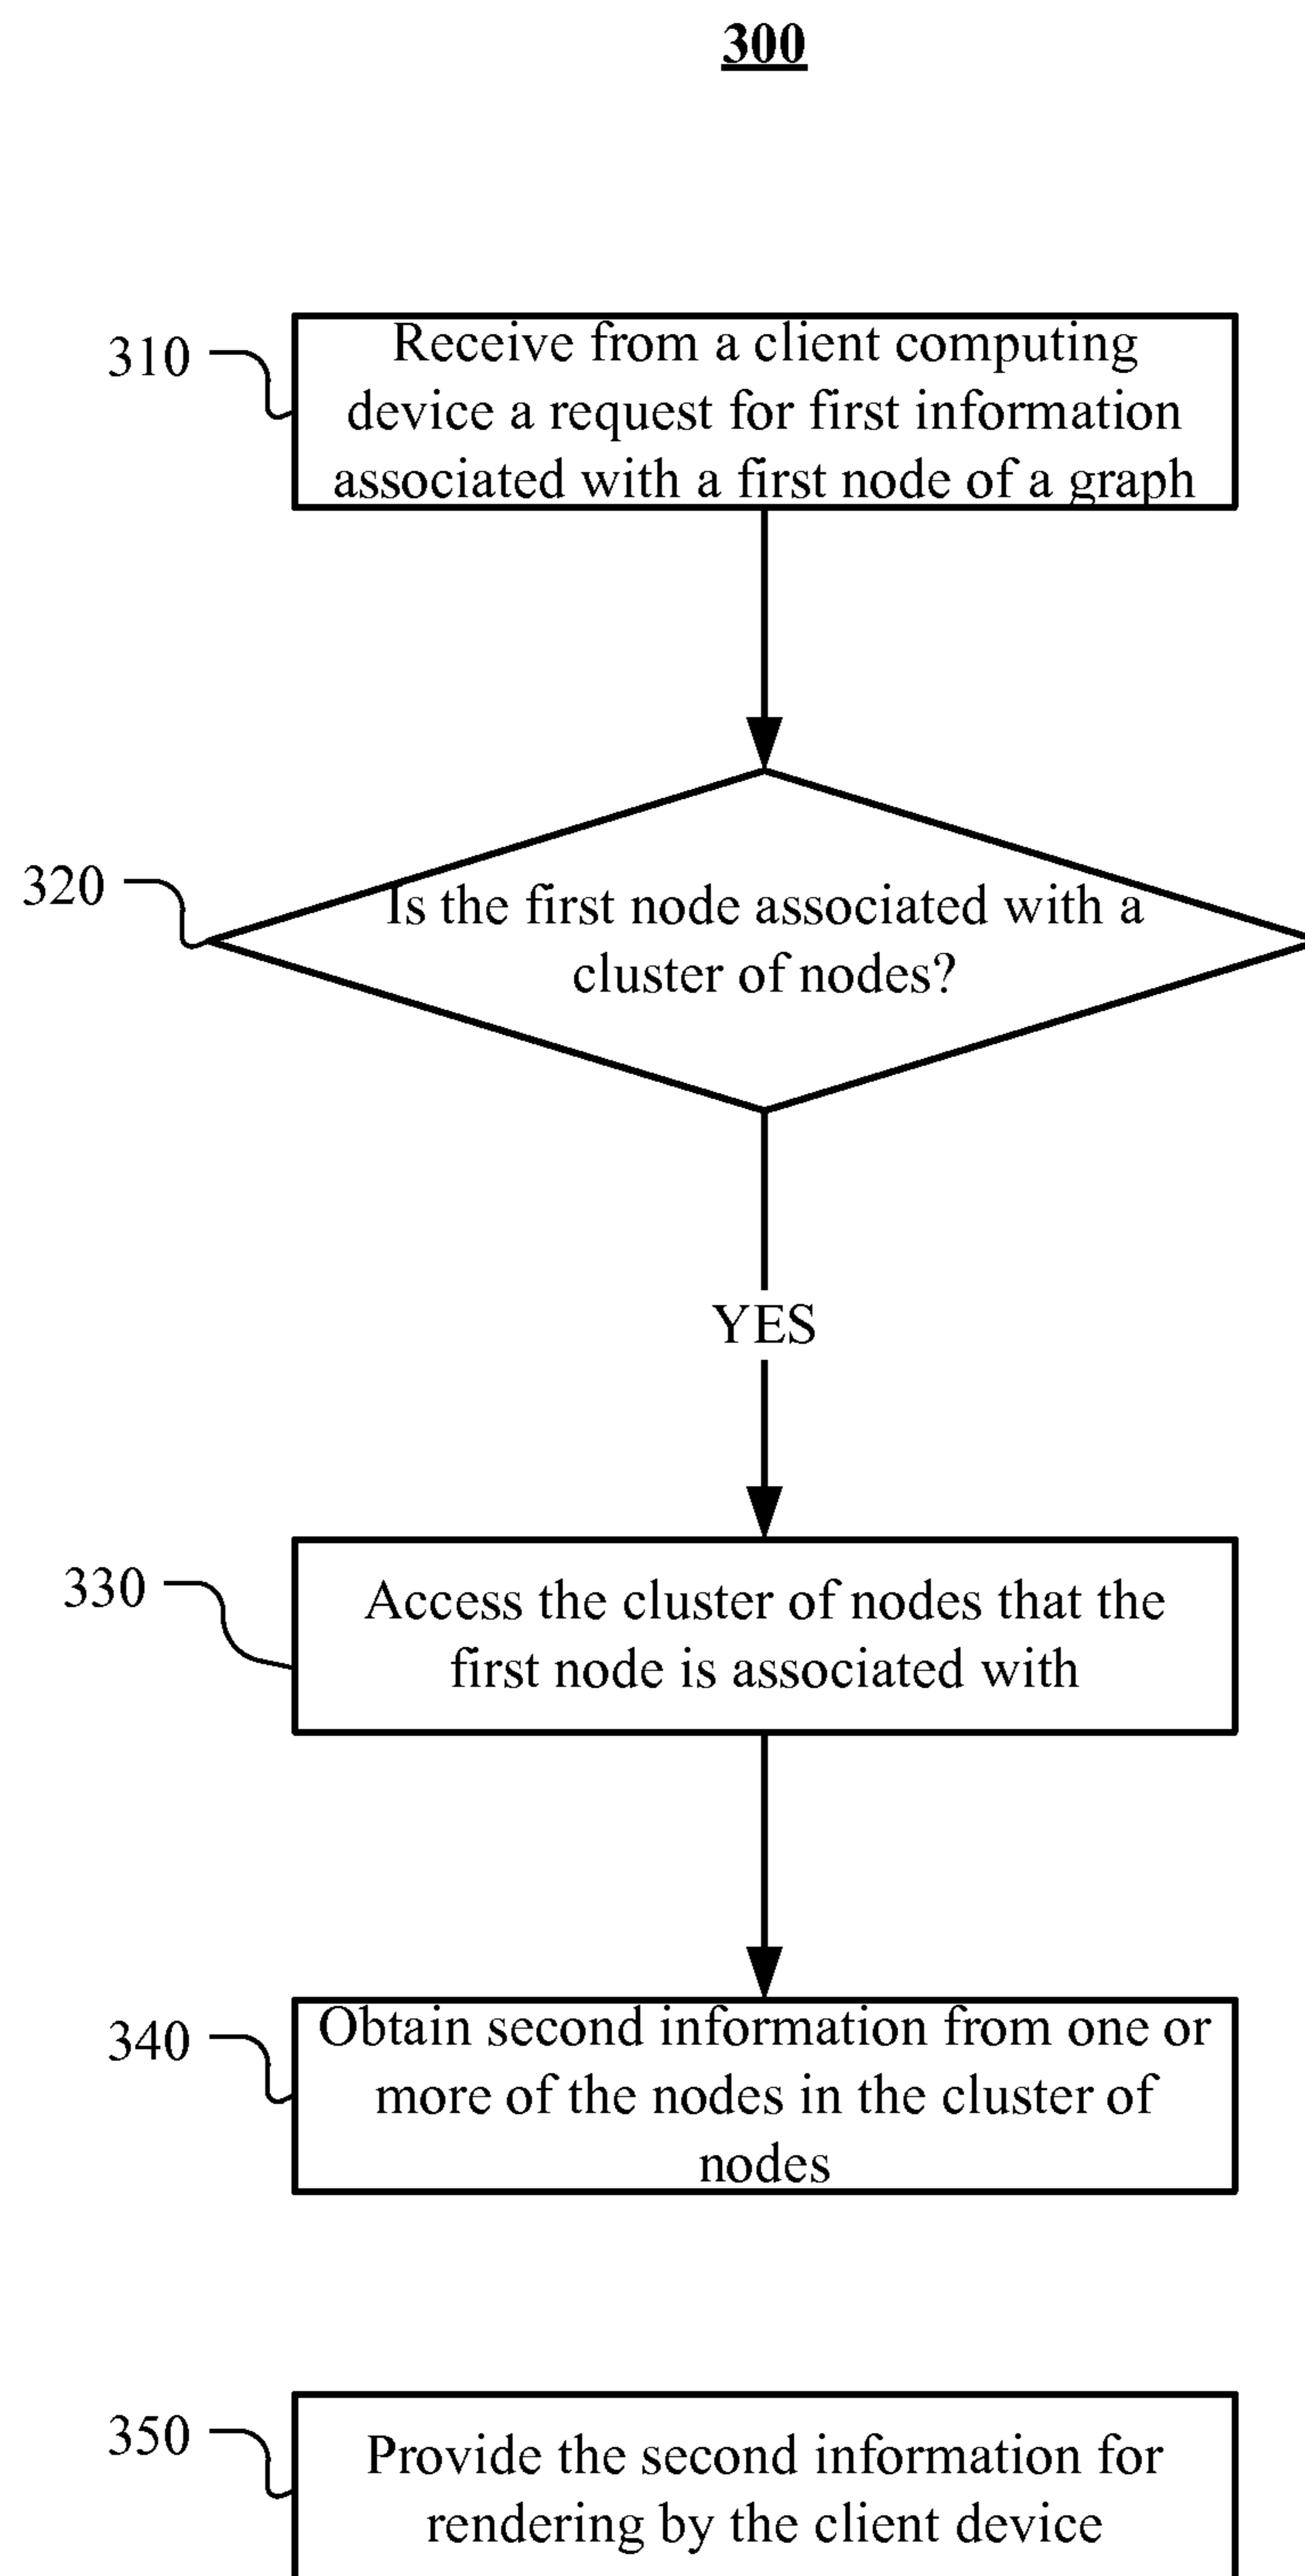 300
310
Receive from a client computing
device a request for first information
associated with a first node of a graph
320
Is the first node associated with a
cluster of nodes?
YES
330
Access the cluster of nodes that the
first node is associated with
340
Obtain second information from one or
more of the nodes in the cluster of
nodes
350
Provide the second information for
rendering by the client device